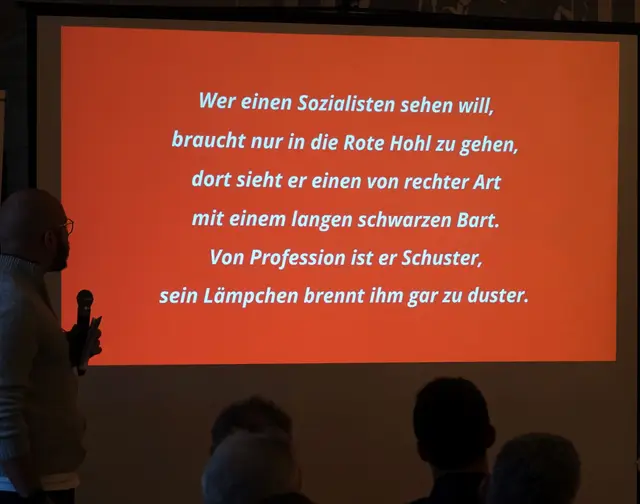 Wer einen Sozialisten sehen will,
braucht nur in die Rote Hohl zu gehen,
dort sieht er einen von rechter Art
mit einem langen schwarzen Bart.
Von Profession ist er Schuster,
sein Lämpchen brennt ihm gar zu duster.